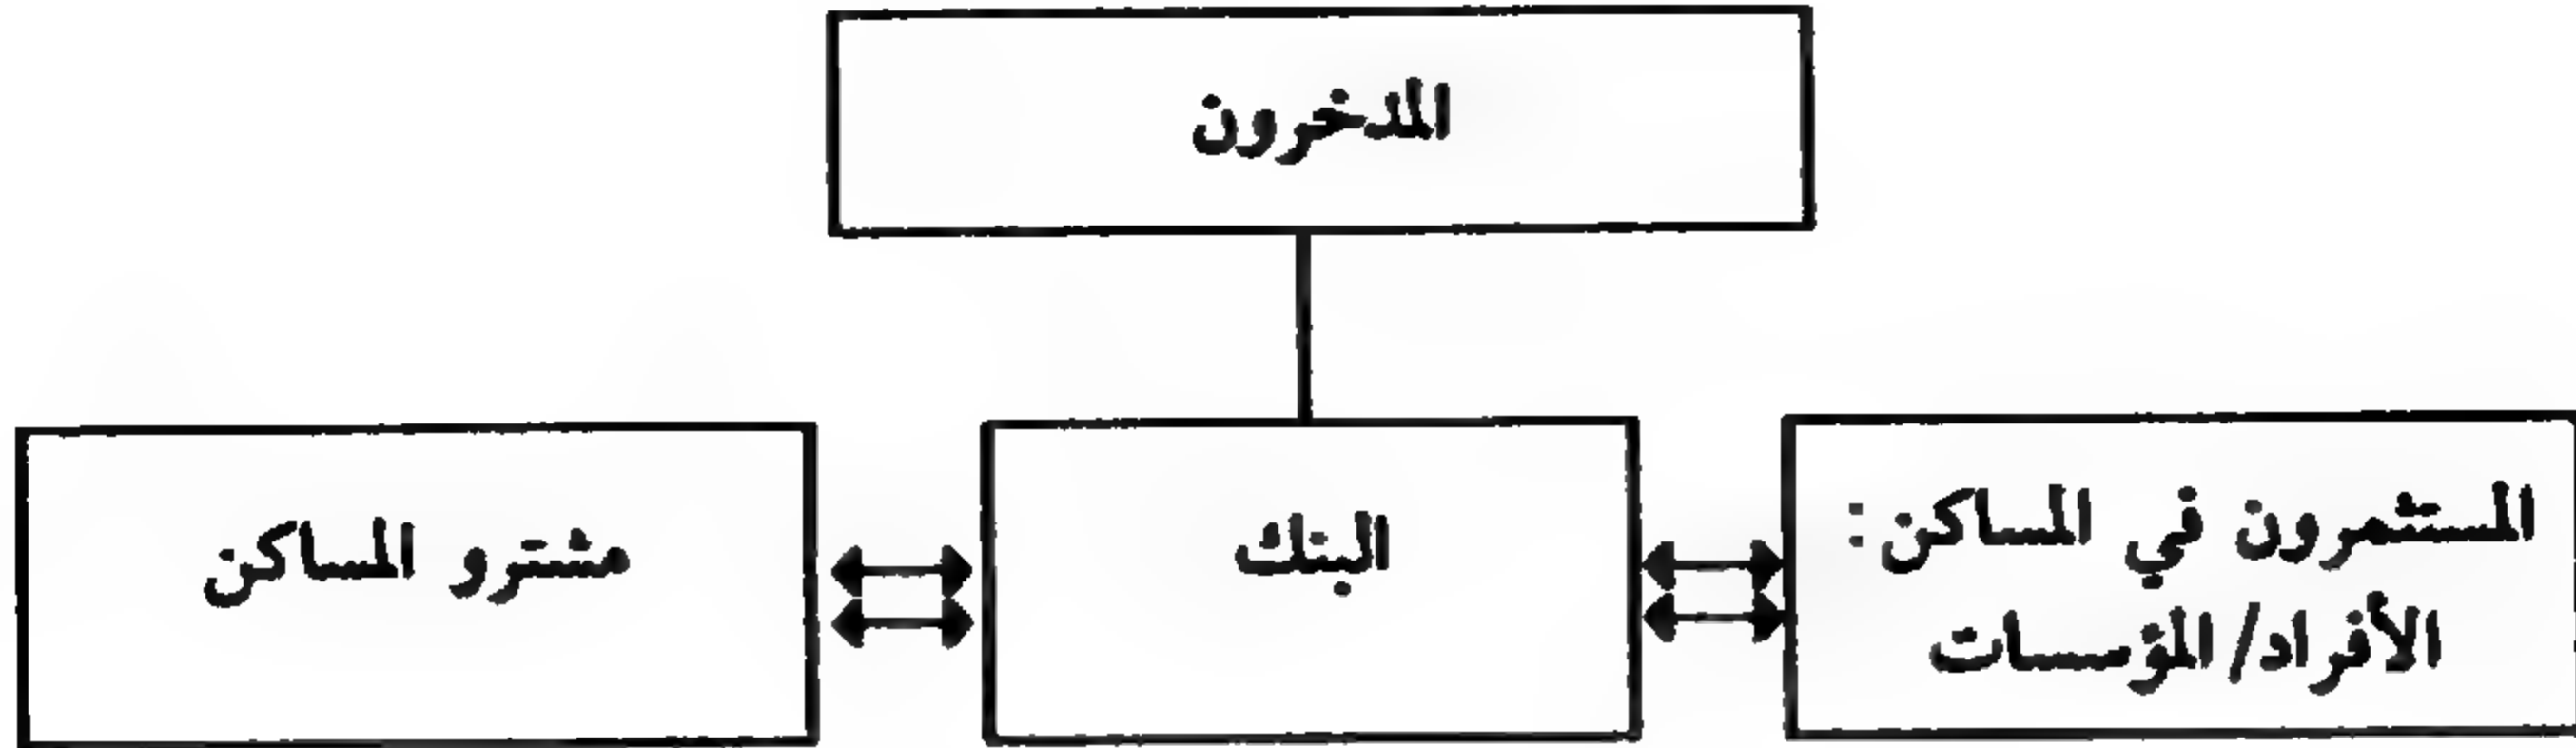 المدخرون
المستثمرون في المساكن:
الأفراد/المؤسسات
البنك
مشترو المساكن